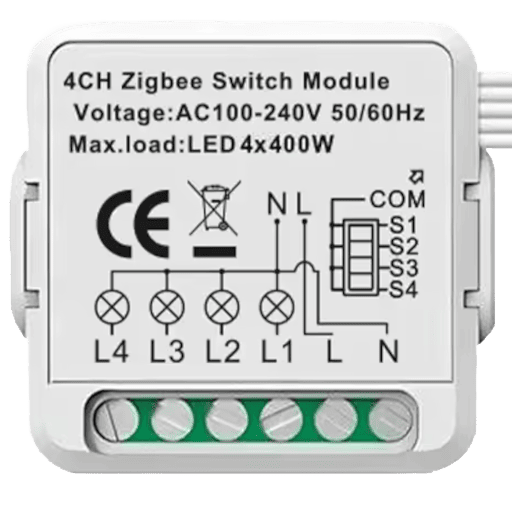 4CH Zigbee Switch Module
Voltage:AC100-240V 50/60Hz
Max.load:LED 4x400W
CE
N L
COM
S1
S2
S3
S4
L4 L3 L2 L1 L N